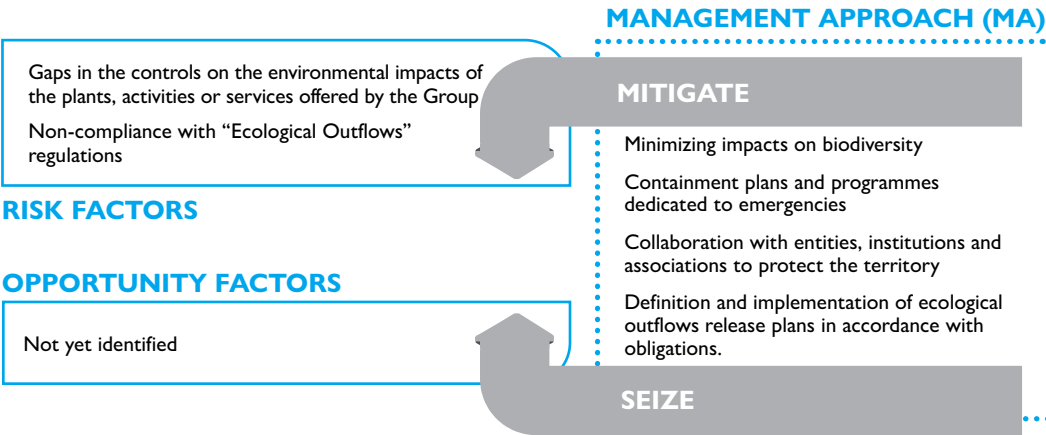 MANAGEMENT APPROACH (MA)
Gaps in the controls on the environmental impacts of
the plants, activities or services offered by the Group
Non-compliance with “Ecological Outflows”
regulations
RISK FACTORS
OPPORTUNITY FACTORS
Not yet identified
MITIGATE
Minimizing impacts on biodiversity
Containment plans and programmes
dedicated to emergencies
Collaboration with entities, institutions and
associations to protect the territory
Definition and implementation of ecological
outflows release plans in accordance with
obligations.
SEIZE